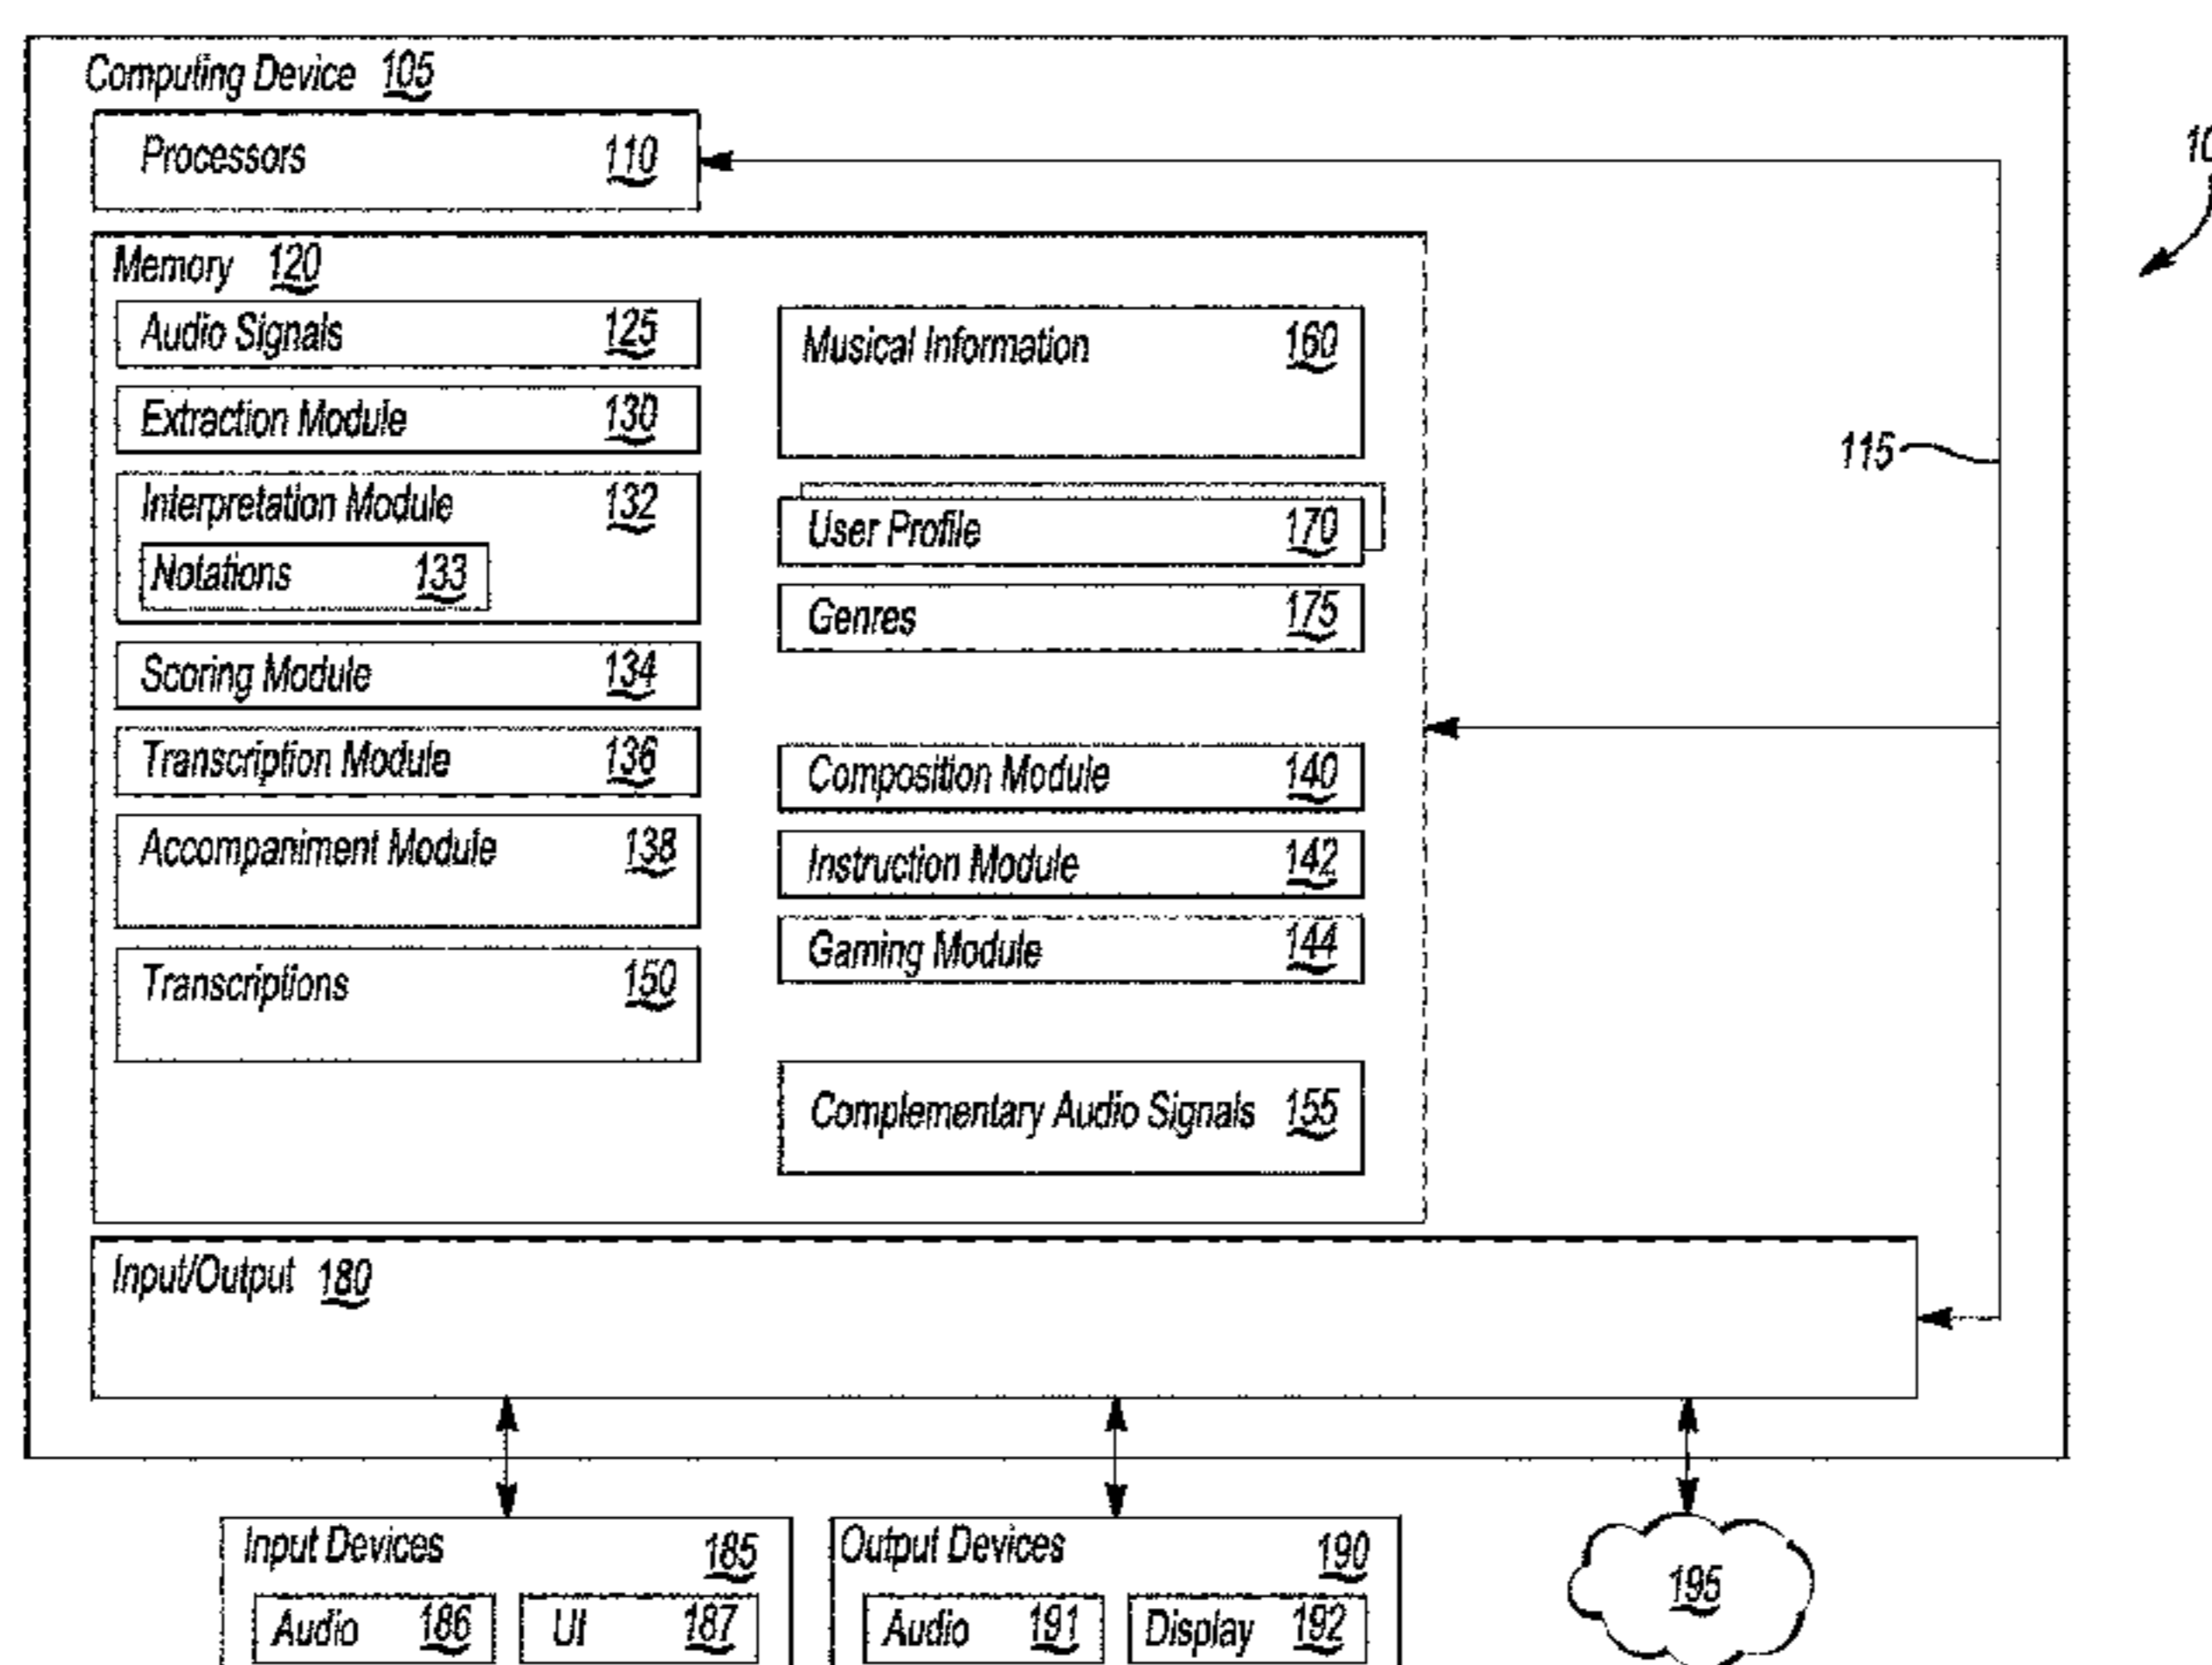 Computing Device 105
Processors 110
Memory 120
Audio Signals 125
Extraction Module 130
Interpretation Module 132
Notations 133
Scoring Module 134
Transcription Module 136
Accompaniment Module 138
Transcriptions 150
Musical Information 160
User Profile 170
Genres 175
Composition Module 140
Instruction Module 142
Gaming Module 144
Complementary Audio Signals 155
115
Input/Output 180
Input Devices 185
Audio 186
UI 187
Output Devices 190
Audio 191
Display 192
195